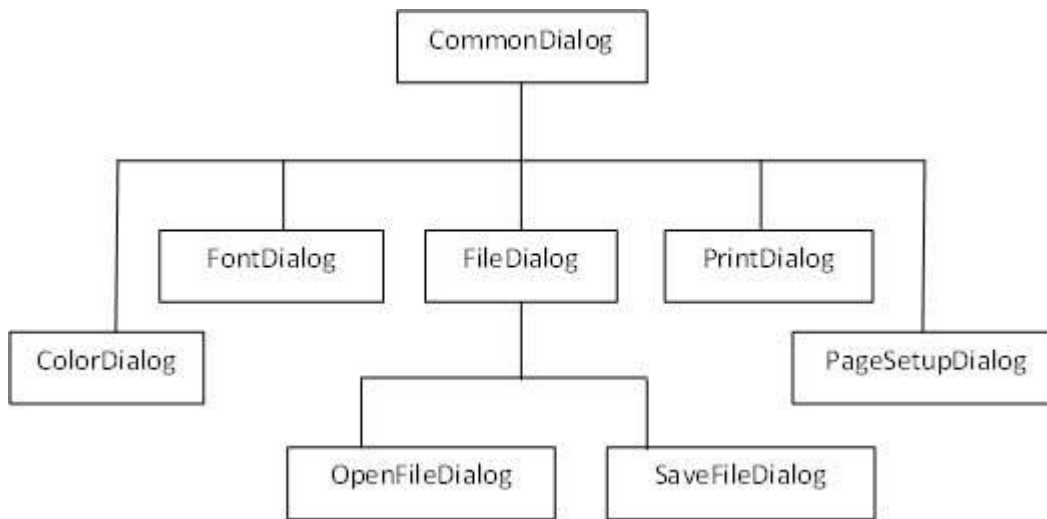 CommonDialog
FontDialog
FileDialog
PrintDialog
ColorDialog
PageSetupDialog
OpenFileDialog
SaveFileDialog